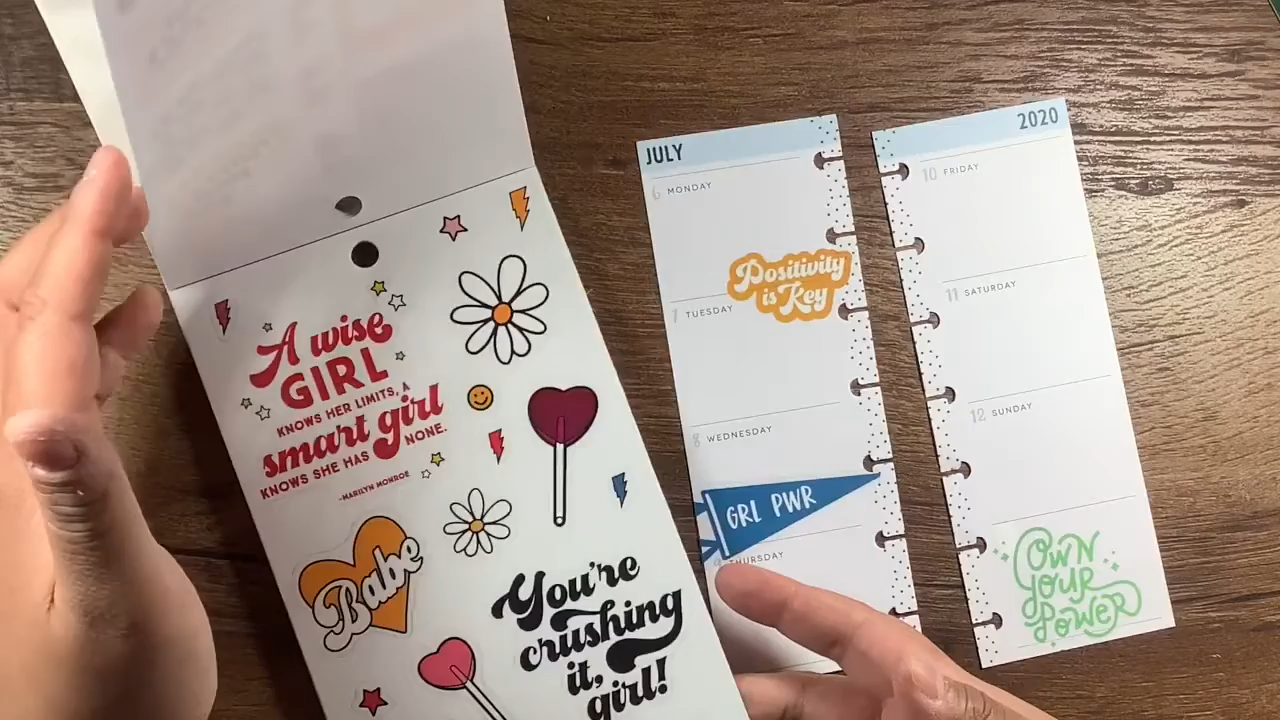 A wise
GIRL
KNOWS HER LIMITS, A
smart girl
KNOWS SHE HAS NONE.
-MARILYN MONROE
Babe
You're
crushing
it,
girl!
JULY
6 MONDAY
Positivity
is Key
7 TUESDAY
8 WEDNESDAY
GRL PWR
9 THURSDAY
2020
10 FRIDAY
11 SATURDAY
12 SUNDAY
OWN
YOUR
POWER